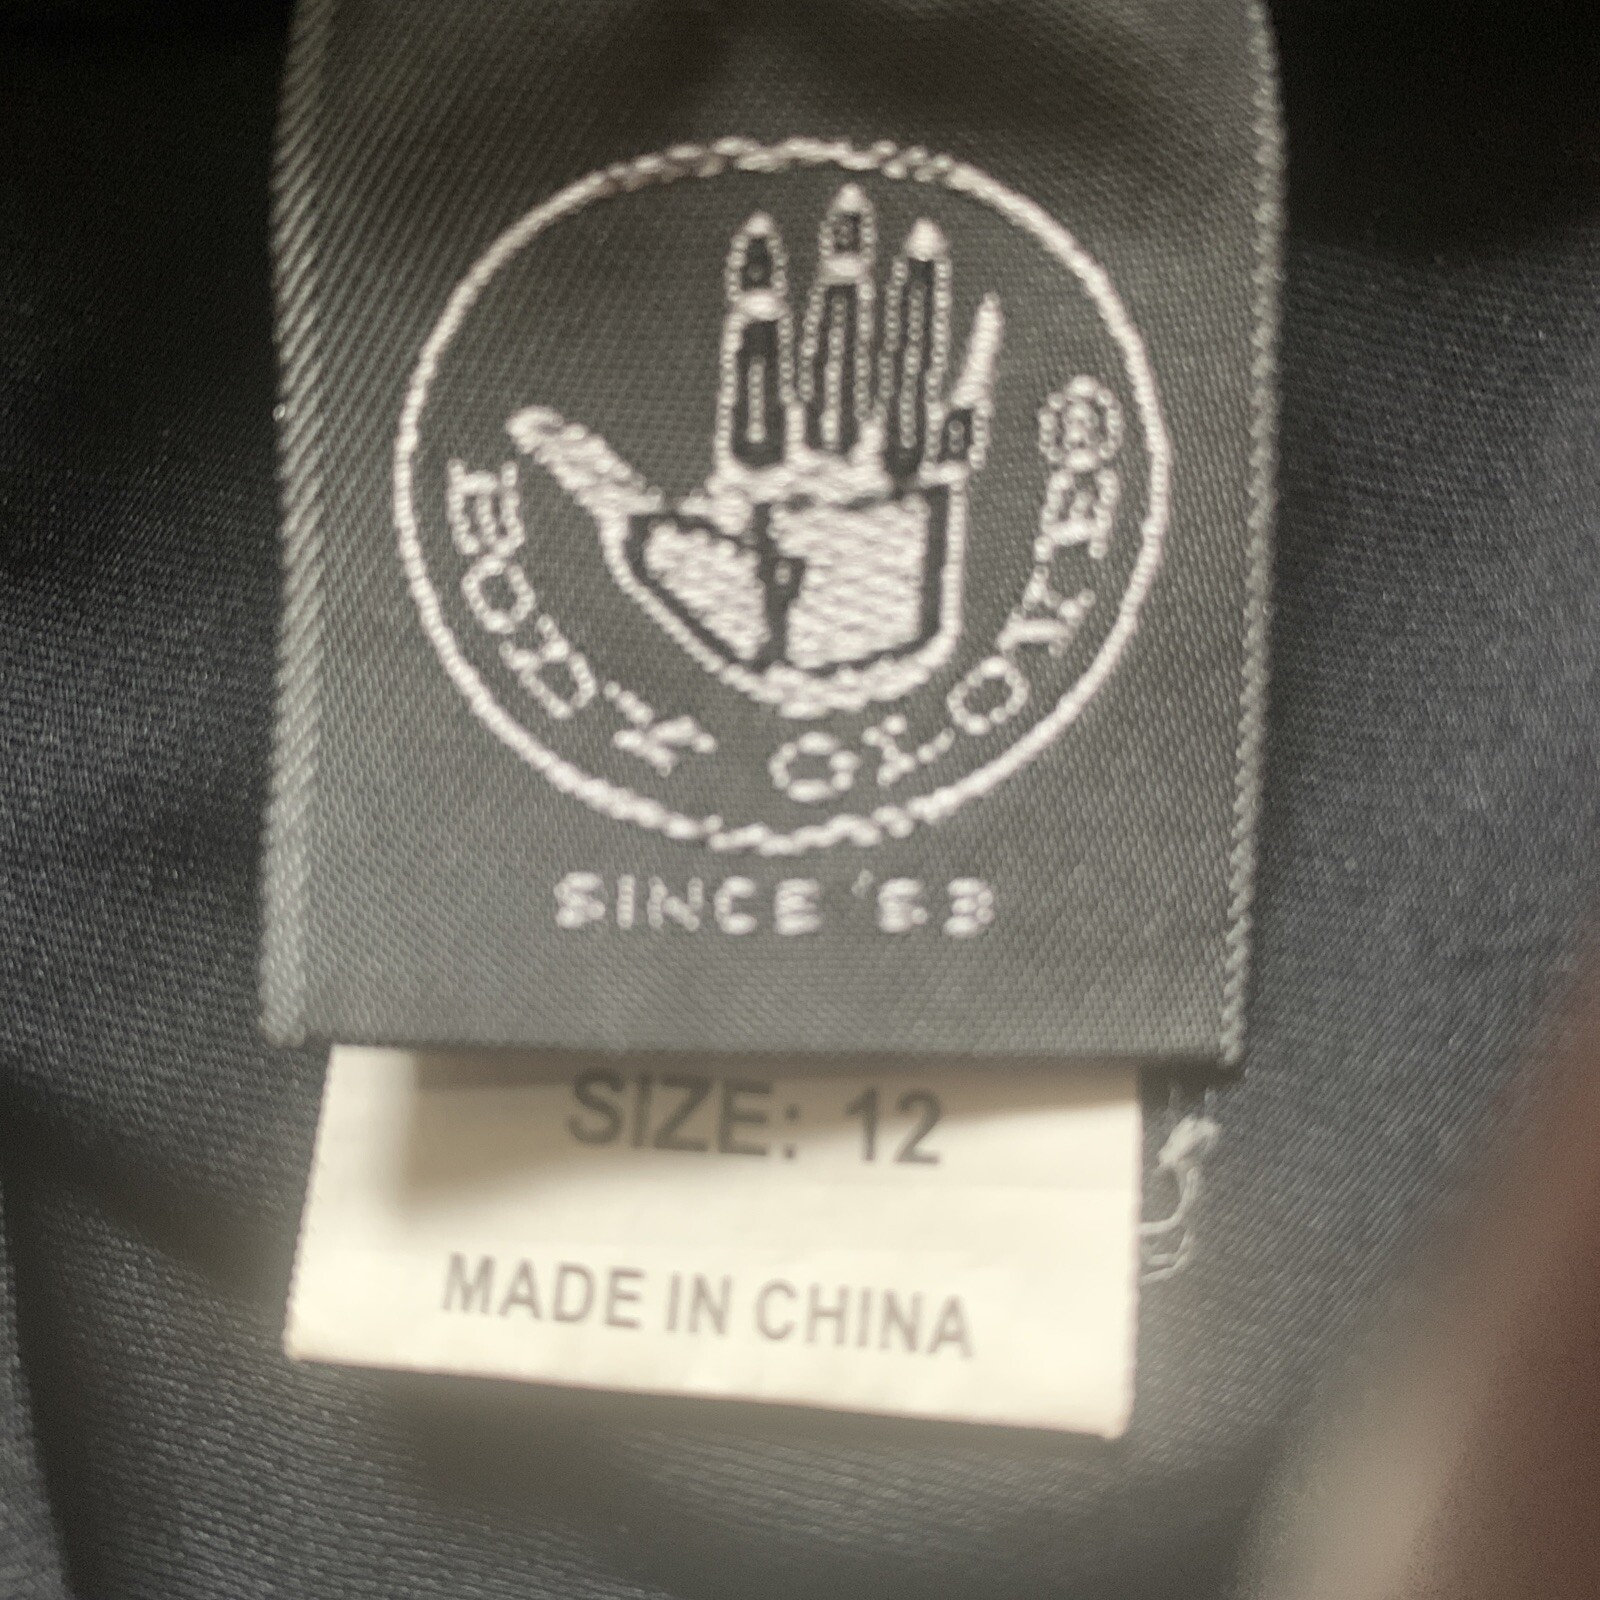 BODY GLOVE®
SINCE '53
SIZE: 12
MADE IN CHINA